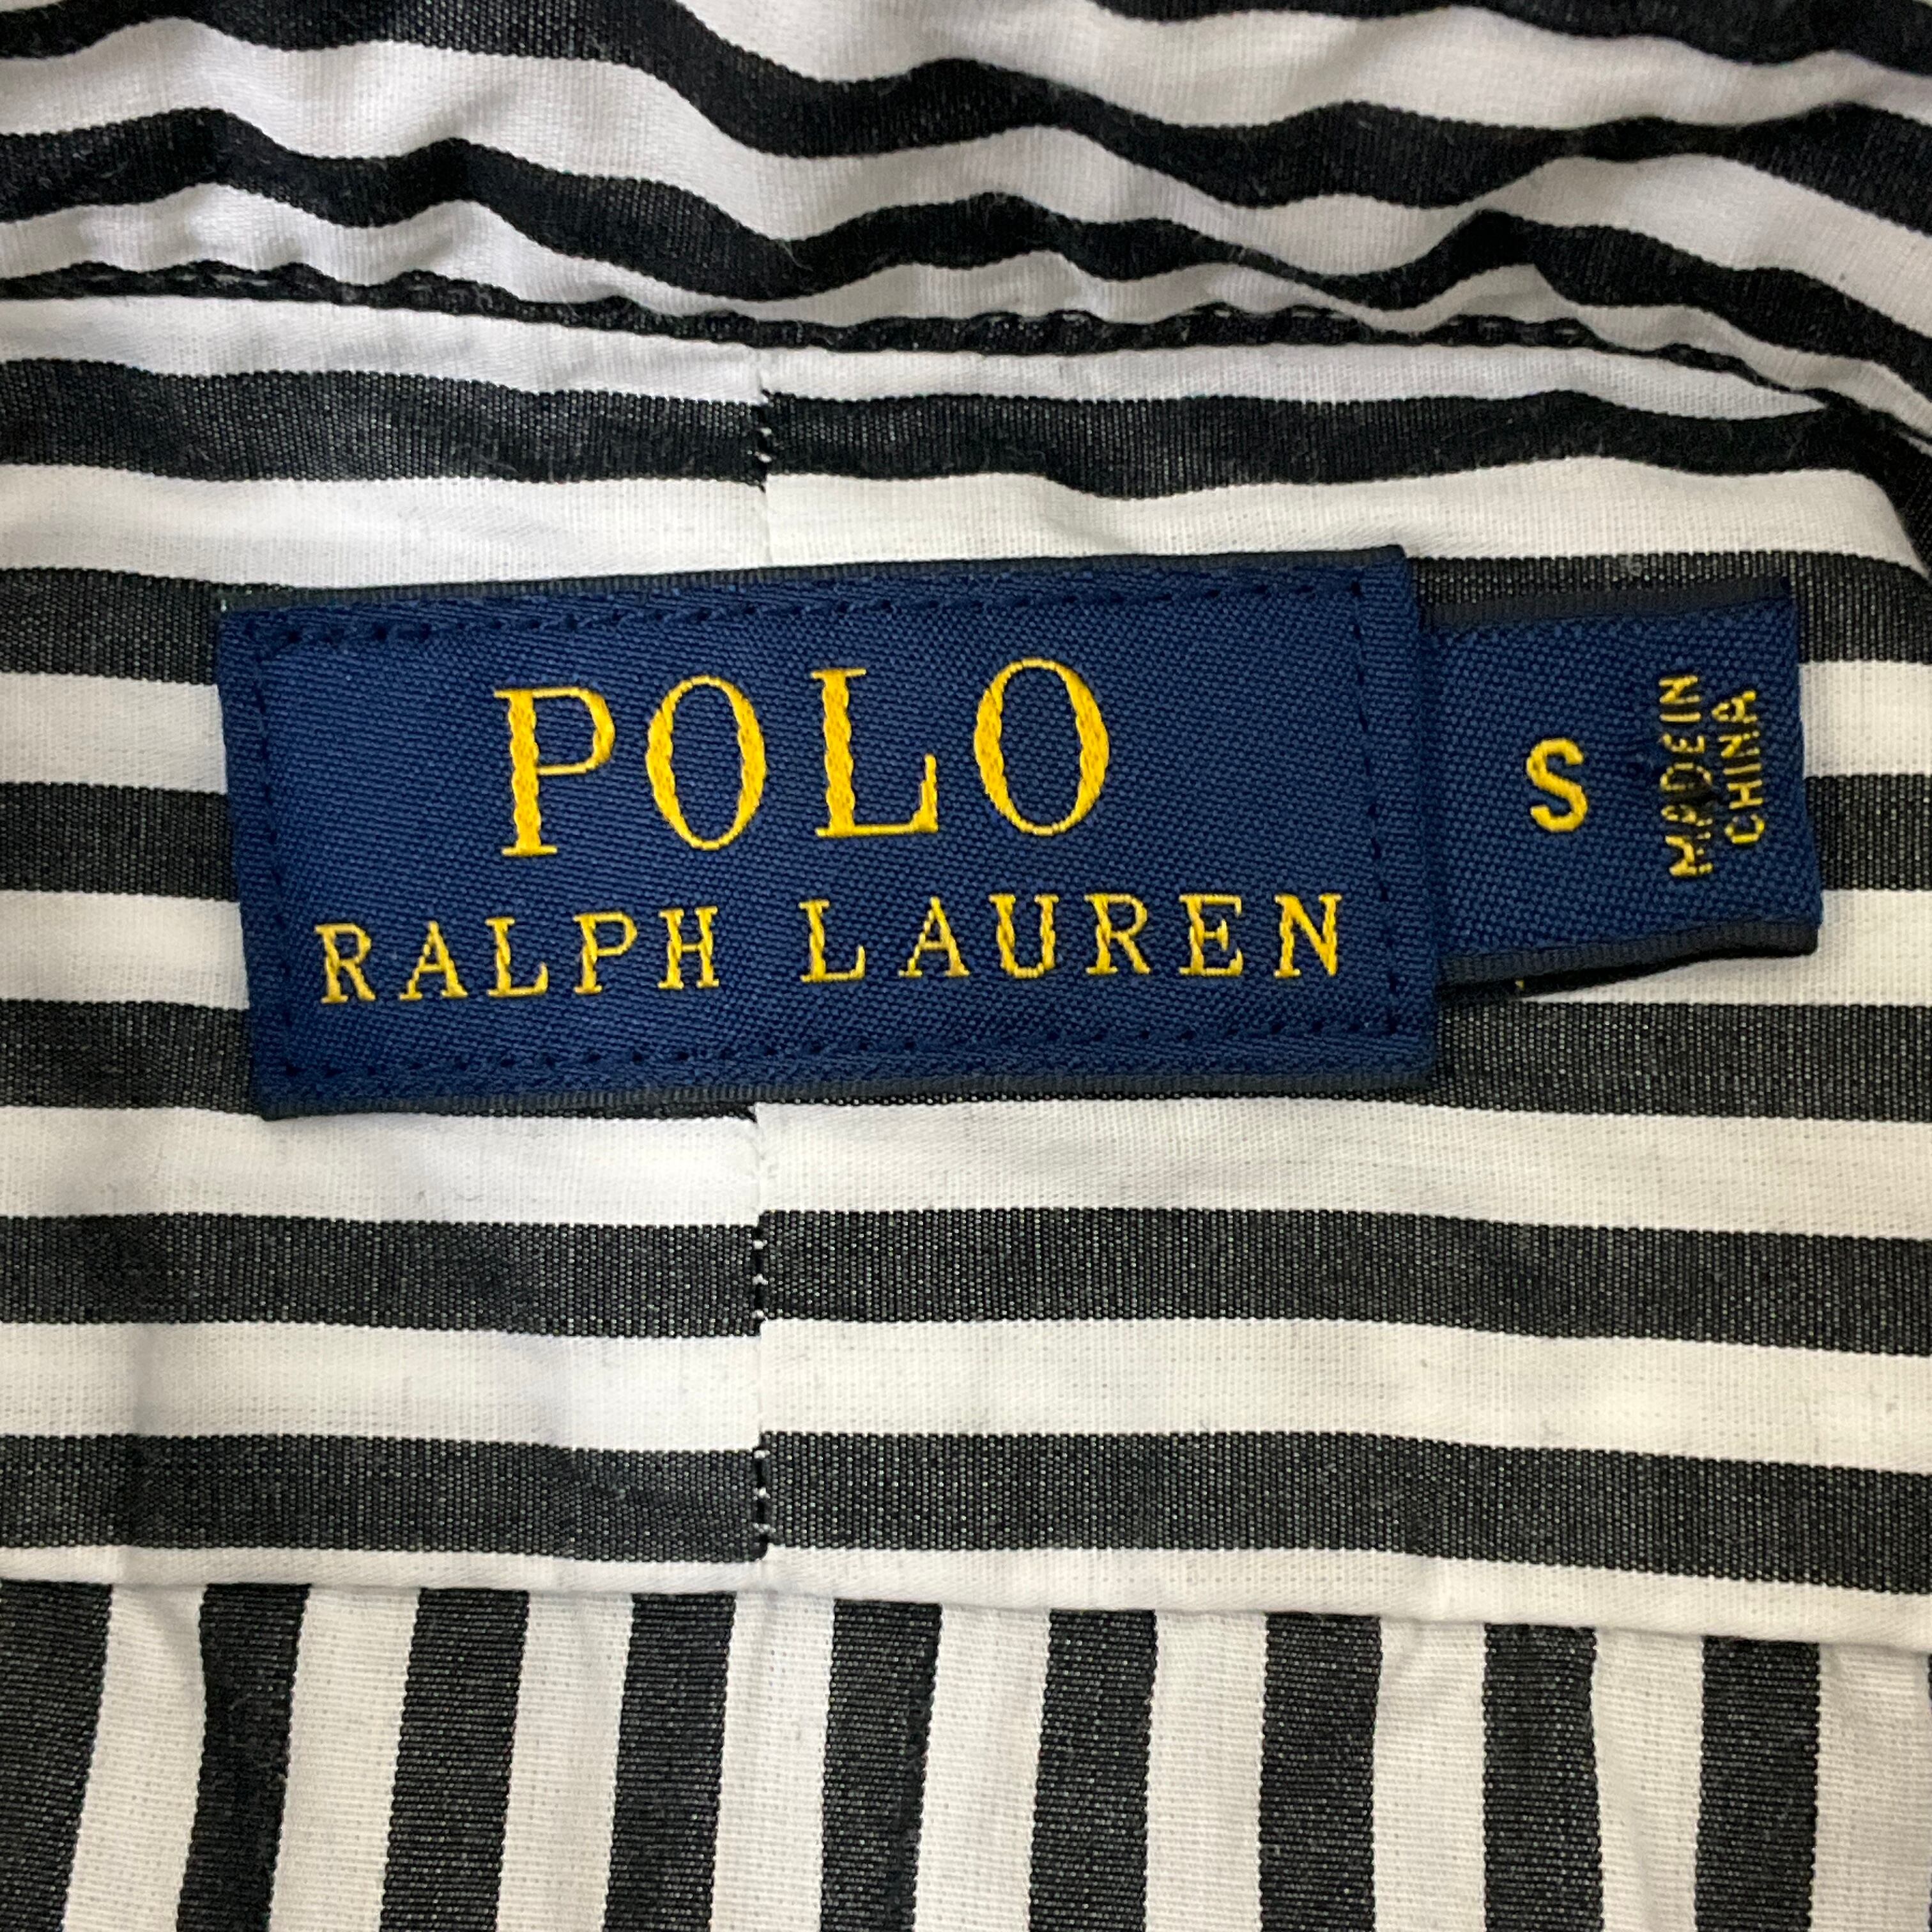 POLO
RALPH LAUREN
S
MADE IN
CHINA